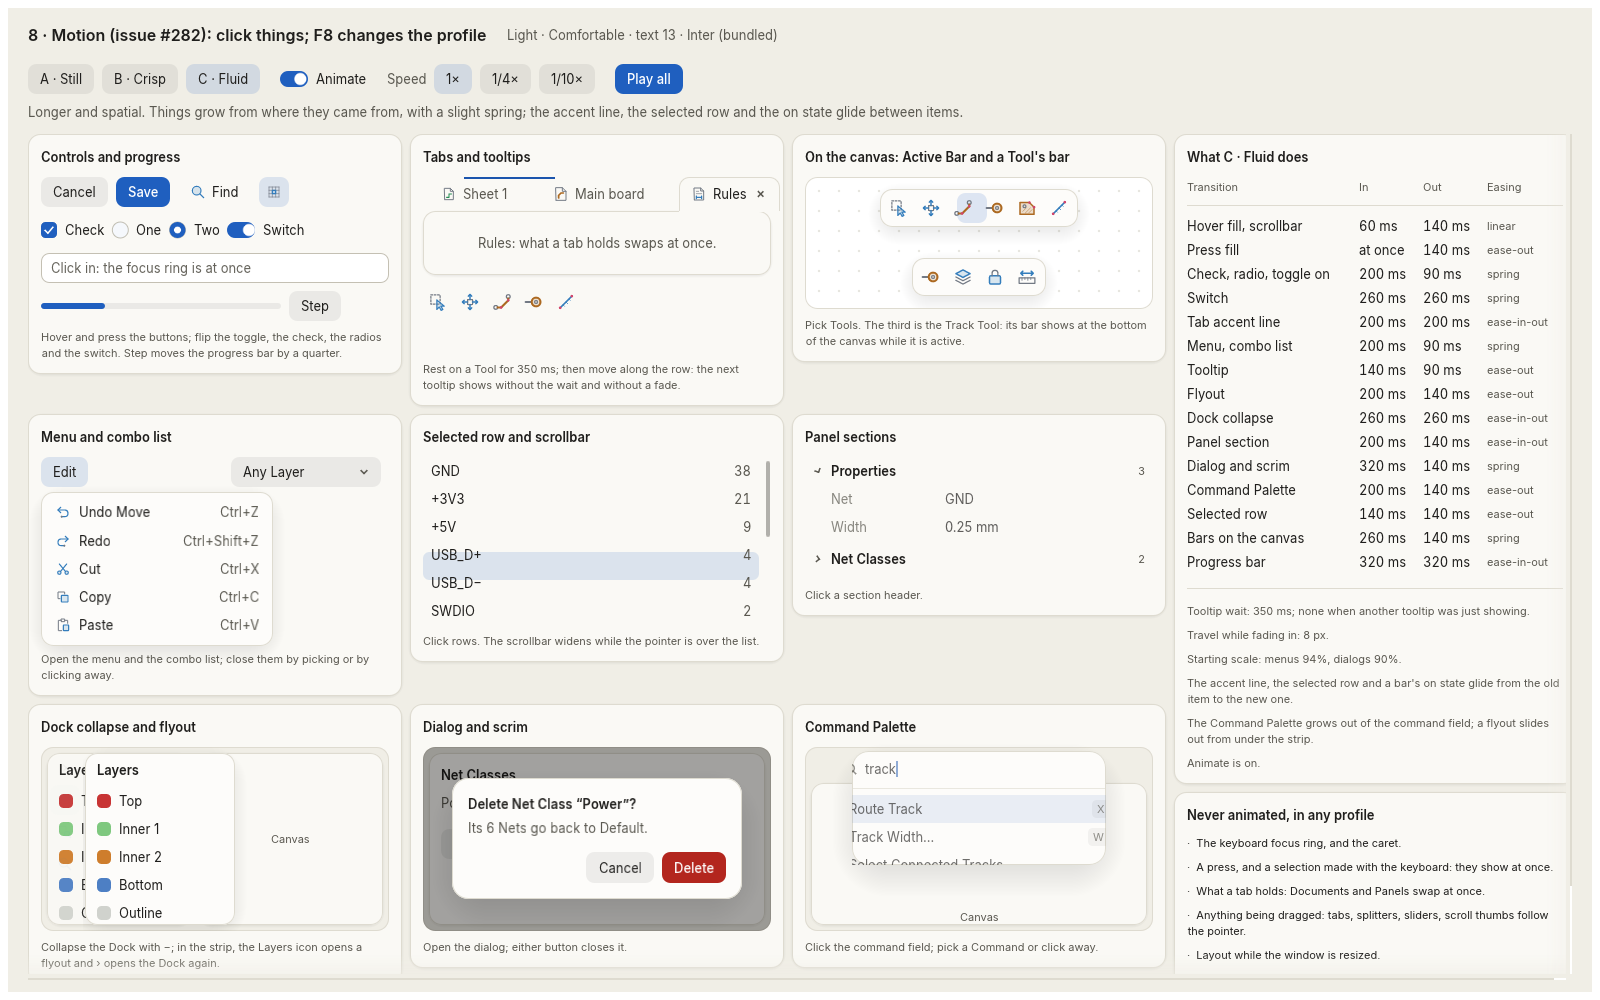 8 · Motion (issue #282): click things; F8 changes the profile
Light · Comfortable · text 13 · Inter (bundled)
A · Still
B · Crisp
C · Fluid
Animate
Speed
1×
1/4×
1/10×
Play all
Longer and spatial. Things grow from where they came from, with a slight spring; the accent line, the selected row and the on state glide between items.
Controls and progress
Cancel
Save
Find
Check
One
Two
Switch
Click in: the focus ring is at once
Step
Hover and press the buttons; flip the toggle, the check, the radios
and the switch. Step moves the progress bar by a quarter.
Tabs and tooltips
Sheet 1
Main board
Rules ×
Rules: what a tab holds swaps at once.
Rest on a Tool for 350 ms; then move along the row: the next
tooltip shows without the wait and without a fade.
On the canvas: Active Bar and a Tool's bar
Pick Tools. The third is the Track Tool: its bar shows at the bottom
of the canvas while it is active.
Menu and combo list
Edit
Any Layer
Undo Move Ctrl+Z
Redo Ctrl+Shift+Z
Cut Ctrl+X
Copy Ctrl+C
Paste Ctrl+V
Open the menu and the combo list; close them by picking or by
clicking away.
Selected row and scrollbar
GND 38
+3V3 21
+5V 9
USB_D+ 4
USB_D− 4
SWDIO 2
Click rows. The scrollbar widens while the pointer is over the list.
Panel sections
Properties 3
Net GND
Width 0.25 mm
Net Classes 2
Click a section header.
Dock collapse and flyout
Laye
Layers
Top
Inner 1
Inner 2
Bottom
Outline
Canvas
Collapse the Dock with −; in the strip, the Layers icon opens a
flyout and › opens the Dock again.
Dialog and scrim
Net Classes
Delete Net Class “Power”?
Its 6 Nets go back to Default.
Cancel
Delete
Open the dialog; either button closes it.
Command Palette
track
Route Track X
Track Width... W
Select Connected Tracks
Canvas
Click the command field; pick a Command or click away.
What C · Fluid does
Transition In Out Easing
Hover fill, scrollbar 60 ms 140 ms linear
Press fill at once 140 ms ease-out
Check, radio, toggle on 200 ms 90 ms spring
Switch 260 ms 260 ms spring
Tab accent line 200 ms 200 ms ease-in-out
Menu, combo list 200 ms 90 ms spring
Tooltip 140 ms 90 ms ease-out
Flyout 200 ms 140 ms ease-out
Dock collapse 260 ms 260 ms ease-in-out
Panel section 200 ms 140 ms ease-in-out
Dialog and scrim 320 ms 140 ms spring
Command Palette 200 ms 140 ms ease-out
Selected row 140 ms 140 ms ease-out
Bars on the canvas 260 ms 140 ms spring
Progress bar 320 ms 320 ms ease-in-out
Tooltip wait: 350 ms; none when another tooltip was just showing.
Travel while fading in: 8 px.
Starting scale: menus 94%, dialogs 90%.
The accent line, the selected row and a bar's on state glide from the old
item to the new one.
The Command Palette grows out of the command field; a flyout slides
out from under the strip.
Animate is on.
Never animated, in any profile
· The keyboard focus ring, and the caret.
· A press, and a selection made with the keyboard: they show at once.
· What a tab holds: Documents and Panels swap at once.
· Anything being dragged: tabs, splitters, sliders, scroll thumbs follow
the pointer.
· Layout while the window is resized.